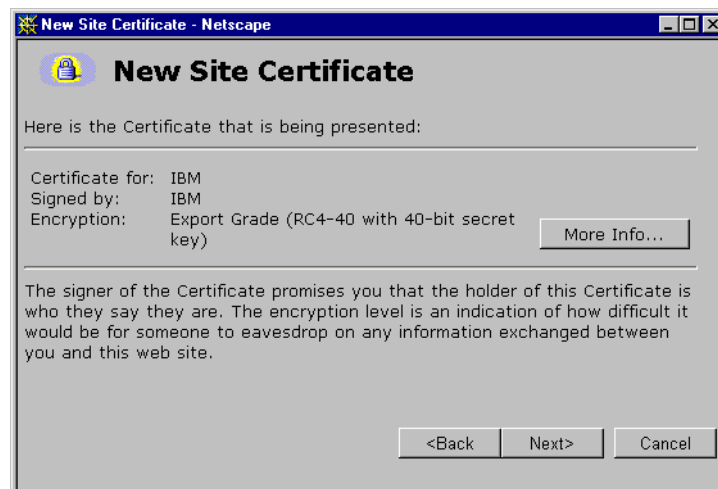 New Site Certificate - Netscape
New Site Certificate
Here is the Certificate that is being presented:
Certificate for: IBM
Signed by: IBM
Encryption: Export Grade (RC4-40 with 40-bit secret
key)
More Info...
The signer of the Certificate promises you that the holder of this Certificate is
who they say they are. The encryption level is an indication of how difficult it
would be for someone to eavesdrop on any information exchanged between
you and this web site.
<Back Next> Cancel